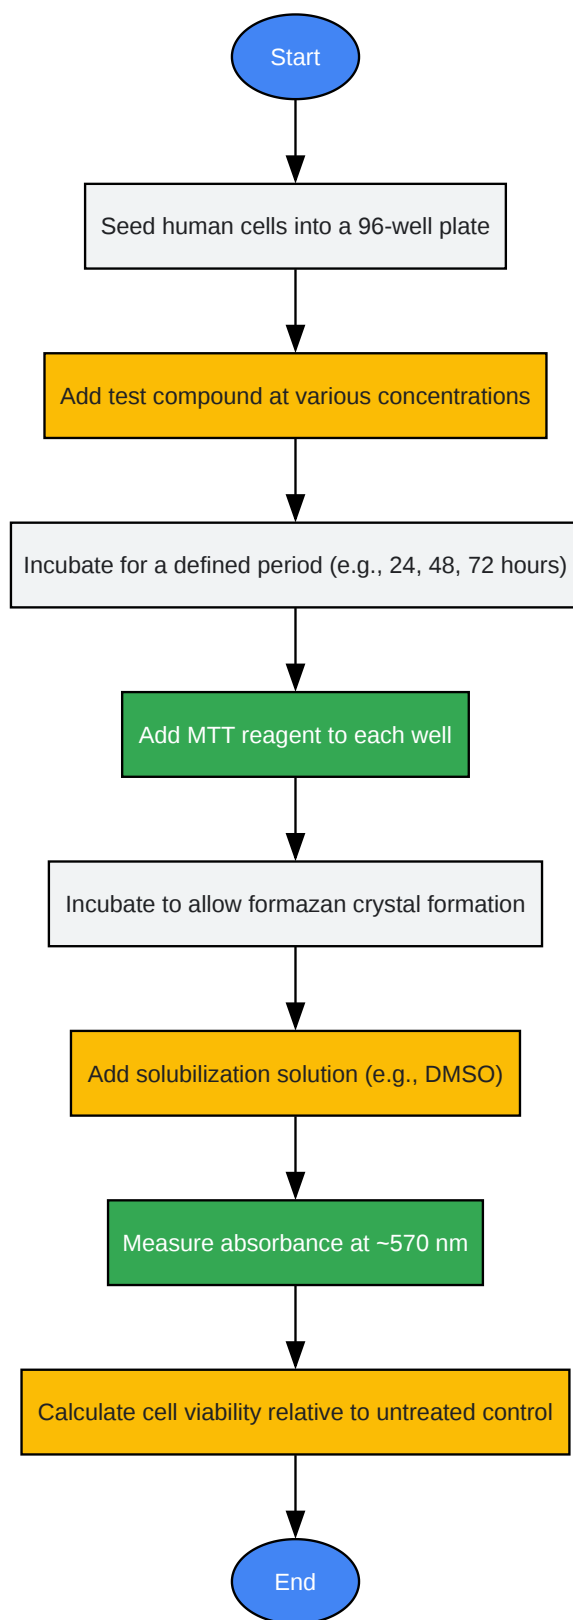 Start
Seed human cells into a 96-well plate
Add test compound at various concentrations
Incubate for a defined period (e.g., 24, 48, 72 hours)
Add MTT reagent to each well
Incubate to allow formazan crystal formation
Add solubilization solution (e.g., DMSO)
Measure absorbance at ~570 nm
Calculate cell viability relative to untreated control
End